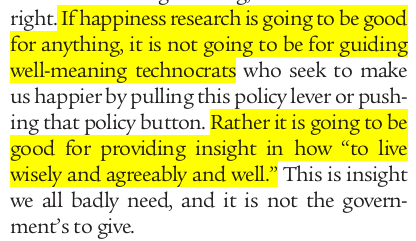 right. If happiness research is going to be good
for anything, it is not going to be for guiding
well-meaning technocrats who seek to make
us happier by pulling this policy lever or push-
ing that policy button. Rather it is going to be
good for providing insight in how “to live
wisely and agreeably and well.” This is insight
we all badly need, and it is not the govern-
ment’s to give.